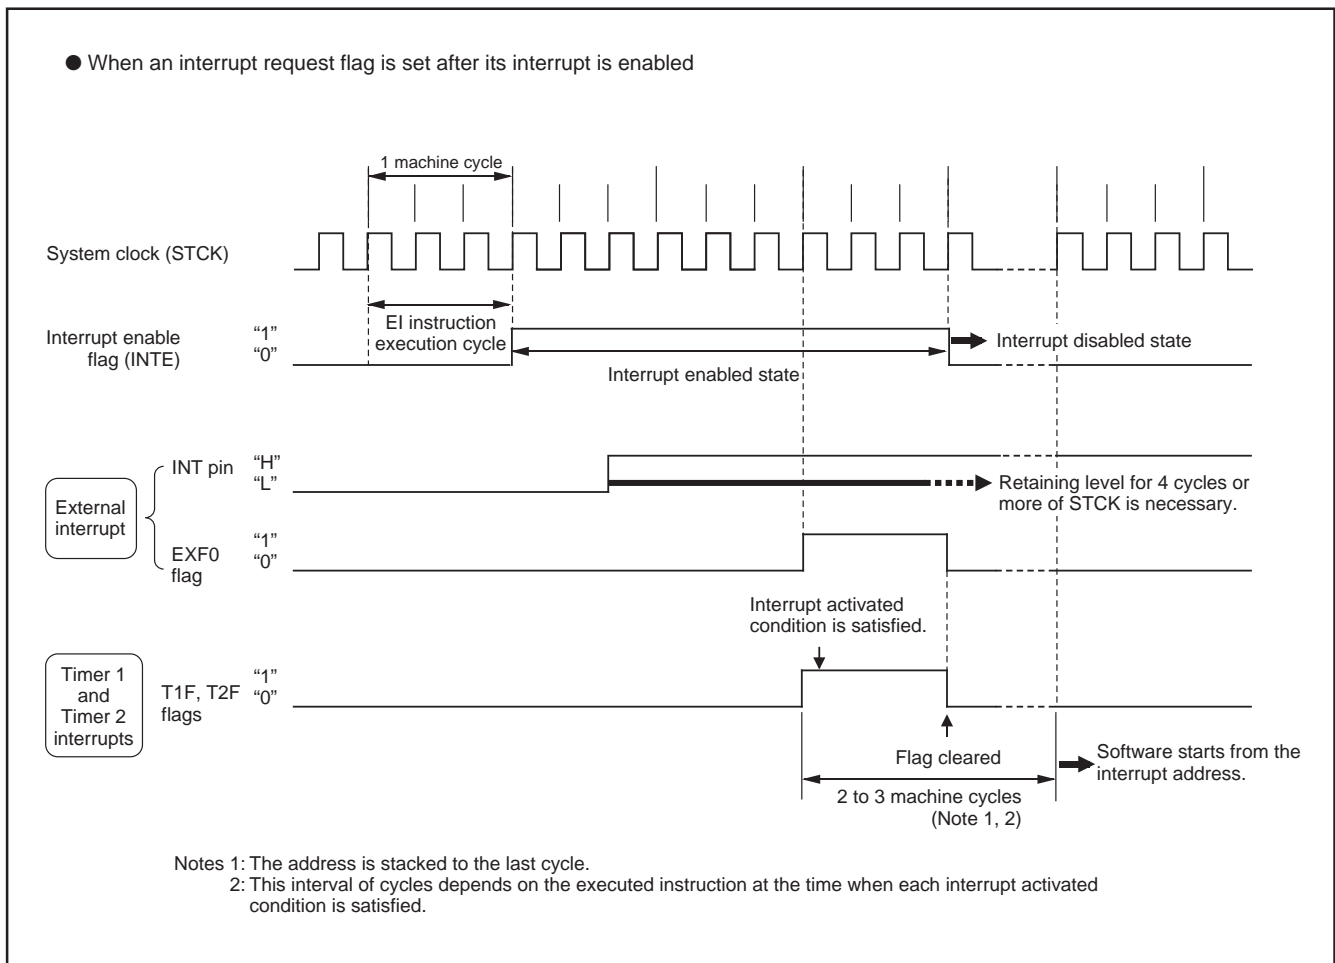 ● When an interrupt request flag is set after its interrupt is enabled
1 machine cycle
System clock (STCK)
EI instruction
execution cycle
Interrupt enable
flag (INTE)
“1”
“0”
Interrupt enabled state
Interrupt disabled state
External
interrupt
INT pin
“H”
“L”
Retaining level for 4 cycles or
more of STCK is necessary.
EXF0
flag
“1”
“0”
Interrupt activated
condition is satisfied.
Timer 1
and
Timer 2
interrupts
T1F, T2F
flags
“1”
“0”
Flag cleared
2 to 3 machine cycles
(Note 1, 2)
Software starts from the
interrupt address.
Notes 1: The address is stacked to the last cycle.
2: This interval of cycles depends on the executed instruction at the time when each interrupt activated
condition is satisfied.